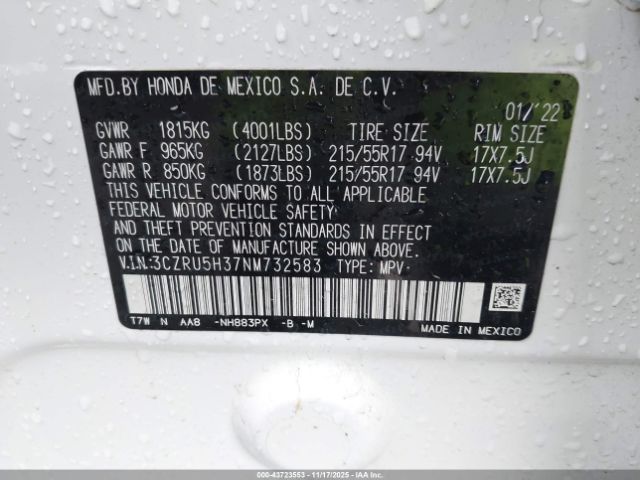 MFD.BY HONDA DE MEXICO S.A. DE C.V.
01/'22
GVWR 1815KG (4001LBS) TIRE SIZE RIM SIZE
GAWR F 965KG (2127LBS) 215/55R17 94V 17X7.5J
GAWR R 850KG (1873LBS) 215/55R17 94V 17X7.5J
THIS VEHICLE CONFORMS TO ALL APPLICABLE
FEDERAL MOTOR VEHICLE SAFETY
AND THEFT PREVENTION STANDARDS IN EFFECT
ON THE DATE OF MANUFACTURE SHOWN ABOVE.
V.I.N.:3CZRU5H37NM732583 TYPE: MPV
T7W N AA8 -NH883PX -B -M
MADE IN MEXICO
000-43723553 - 11/17/2025 - IAA Holdings, LLC